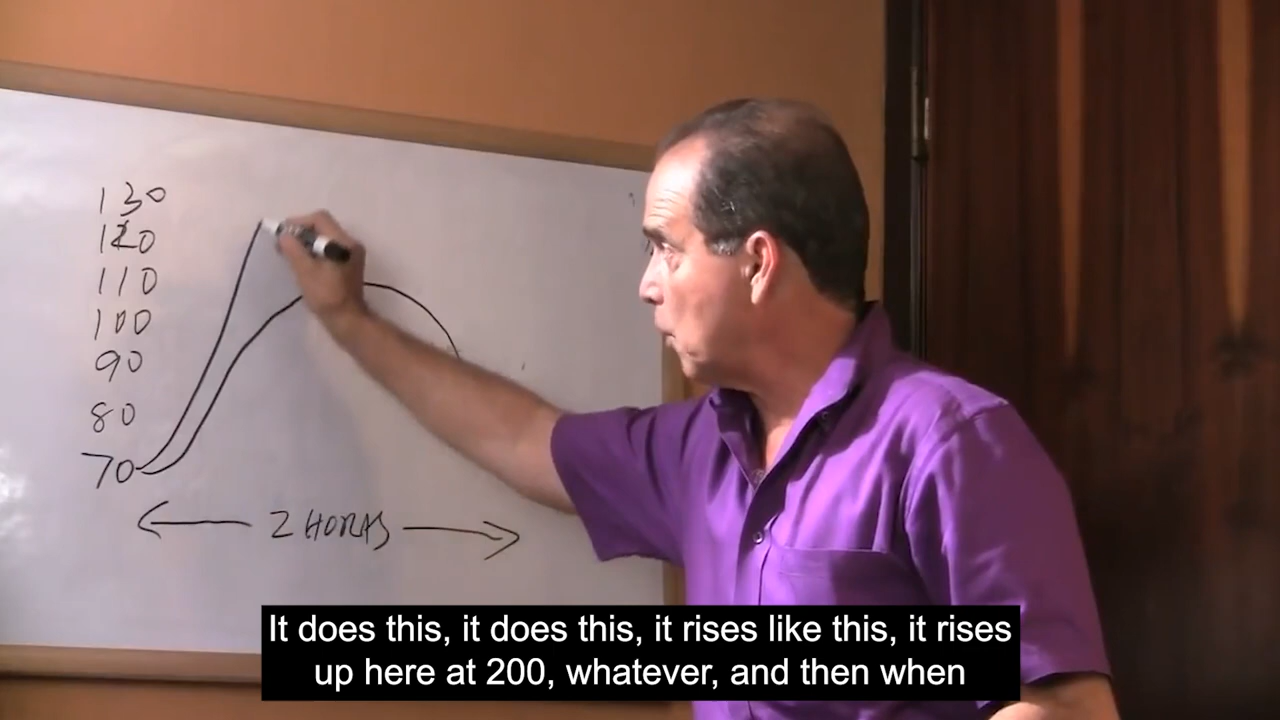 130
120
110
100
90
80
70
2 HORAS
It does this, it does this, it rises like this, it rises
up here at 200, whatever, and then when